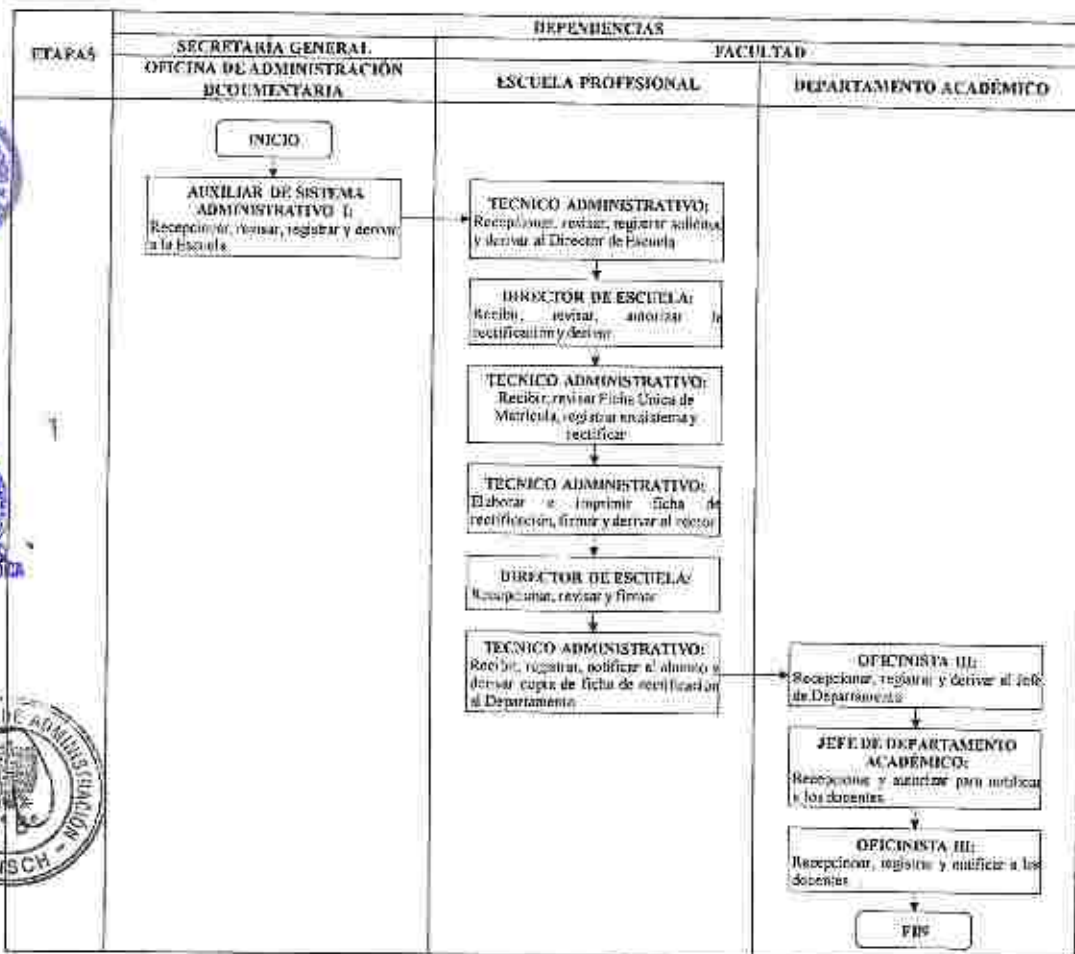 DEPENDENCIAS
ETAPAS
SECRETARÍA GENERAL
OFICINA DE ADMINISTRACIÓN
DCOUMENTARIA
FACULTAD
ESCUELA PROFESIONAL
DEPARTAMENTO ACADÉMICO
INICIO
AUXILIAR DE SISTEMA
ADMINISTRATIVO I:
Recepcionar, revisar, registrar y derivar
a la Escuela
TECNICO ADMINISTRATIVO:
Recepcionar, revisar, registrar solicitud
y derivar al Director de Escuela
DIRECTOR DE ESCUELA:
Recibir, revisar, autorizar la
rectificación y derivar
TECNICO ADMINISTRATIVO:
Recibir, revisar Ficha Unica de
Matrícula, registrar en sistema y
rectificar
TECNICO ADMINISTRATIVO:
Elaborar e imprimir ficha de
rectificación, firmar y derivar al
DIRECTOR DE ESCUELA:
Recepcionar, revisar y firmar
TECNICO ADMINISTRATIVO:
Recibir, registrar, notificar al alumno y
derivar copia de ficha de rectificación
al Departamento
OFICINISTA III:
Recepcionar, registrar y derivar al Jefe
de Departamento
JEFE DE DEPARTAMENTO
ACADÉMICO:
Recepcionar y autorizar para notificar
a los docentes
OFICINISTA III:
Recepcionar, registrar y notificar a los
docentes
FIN
DE ADMINISTRACIÓN